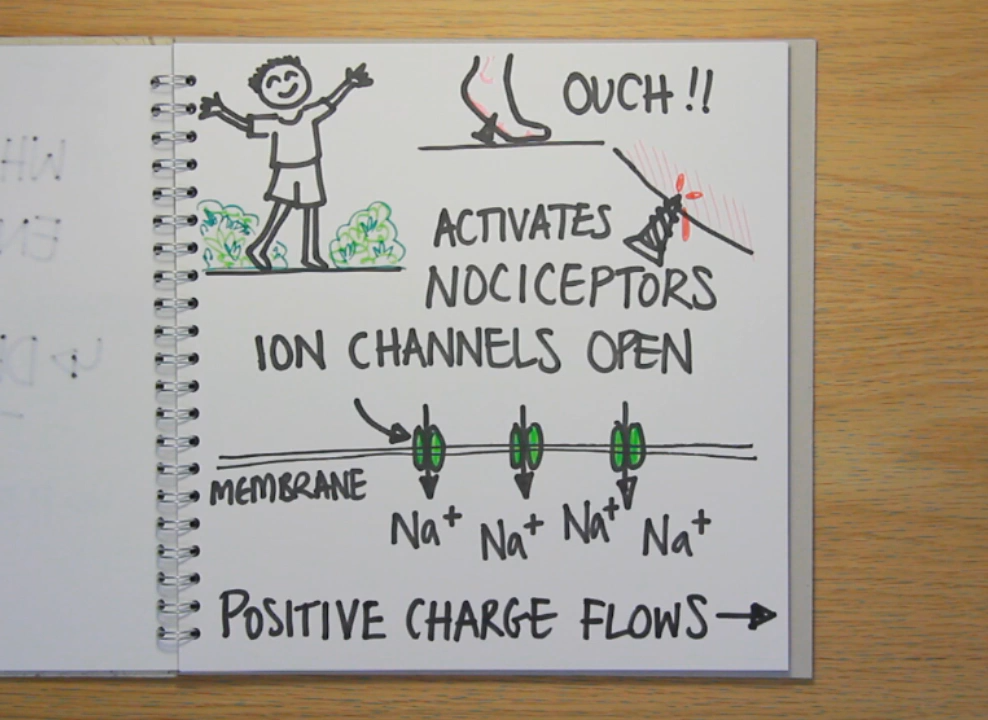 OUCH!!
ACTIVATES
NOCICEPTORS
ION CHANNELS OPEN
MEMBRANE
Na+ Na+ Na+ Na+
POSITIVE CHARGE FLOWS →